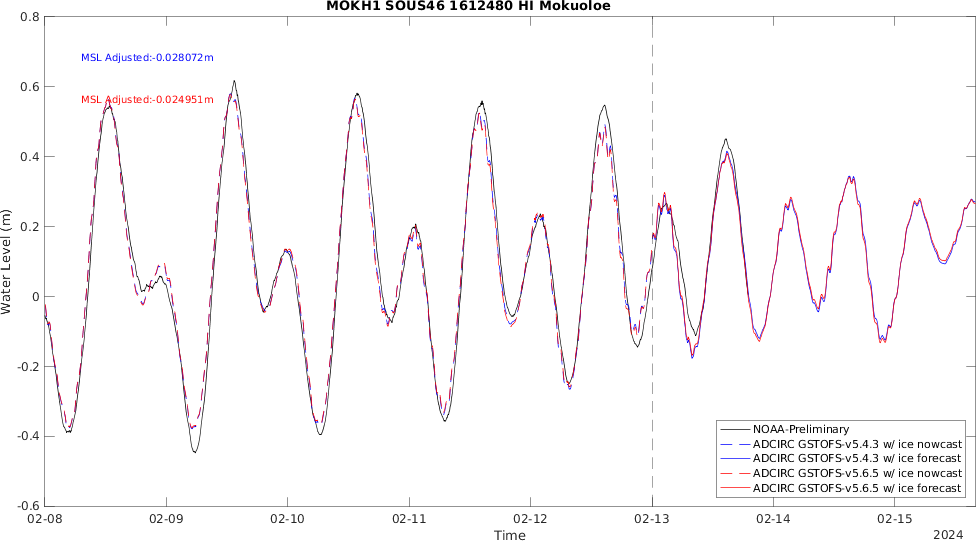 MOKH1 SOUS46 1612480 HI Mokuoloe
0.8
0.6
0.4
0.2
0
-0.2
-0.4
-0.6
Water Level (m)
MSL Adjusted:-0.028072m
MSL Adjusted:-0.024951m
NOAA-Preliminary
ADCIRC GSTOFS-v5.4.3 w/ ice nowcast
ADCIRC GSTOFS-v5.4.3 w/ ice forecast
ADCIRC GSTOFS-v5.6.5 w/ ice nowcast
ADCIRC GSTOFS-v5.6.5 w/ ice forecast
02-08 02-09 02-10 02-11 02-12 02-13 02-14 02-15
Time
2024